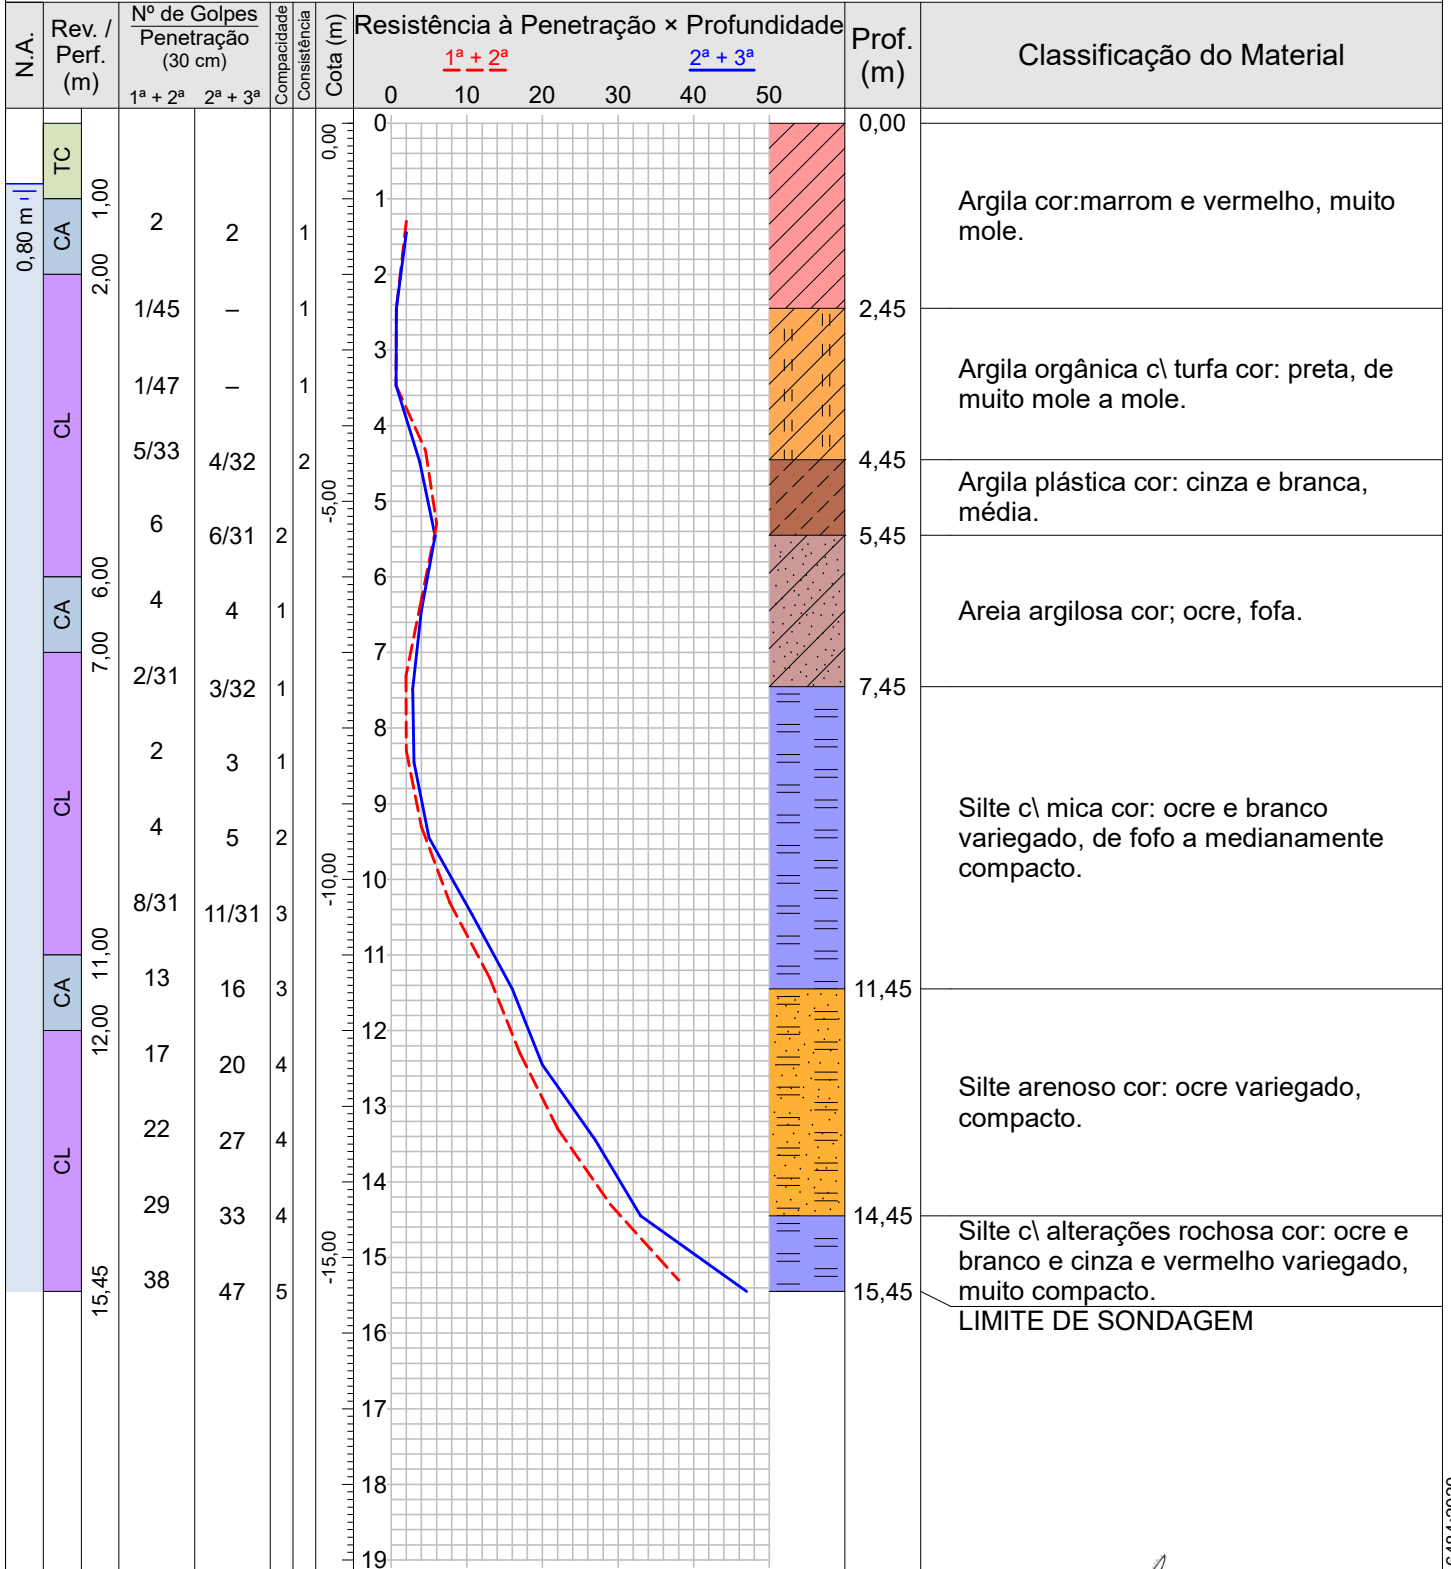 N.A.
Rev. /
Perf.
(m)
Nº de Golpes
Penetração
(30 cm)
1ª + 2ª 2ª + 3ª
Compacidade
Consistência
Cota (m)
Resistência à Penetração × Profundidade
1ª + 2ª 2ª + 3ª
0 10 20 30 40 50
Prof.
(m)
Classificação do Material
0,80 m
TC
CA
CL
CA
CL
CA
CL
1,00
2,00
6,00
7,00
11,00
12,00
15,45
2 2 1
1/45 – 1
1/47 – 1
5/33 4/32 2
6 6/31 2
4 4 1
2/31 3/32 1
2 3 1
4 5 2
8/31 11/31 3
13 16 3
17 20 4
22 27 4
29 33 4
38 47 5
0,00
-5,00
-10,00
-15,00
0
1
2
3
4
5
6
7
8
9
10
11
12
13
14
15
16
17
18
19
0,00
2,45
4,45
5,45
7,45
11,45
14,45
15,45
Argila cor:marrom e vermelho, muito
mole.
Argila orgânica c\ turfa cor: preta, de
muito mole a mole.
Argila plástica cor: cinza e branca,
média.
Areia argilosa cor; ocre, fofa.
Silte c\ mica cor: ocre e branco
variegado, de fofo a medianamente
compacto.
Silte arenoso cor: ocre variegado,
compacto.
Silte c\ alterações rochosa cor: ocre e
branco e cinza e vermelho variegado,
muito compacto.
LIMITE DE SONDAGEM